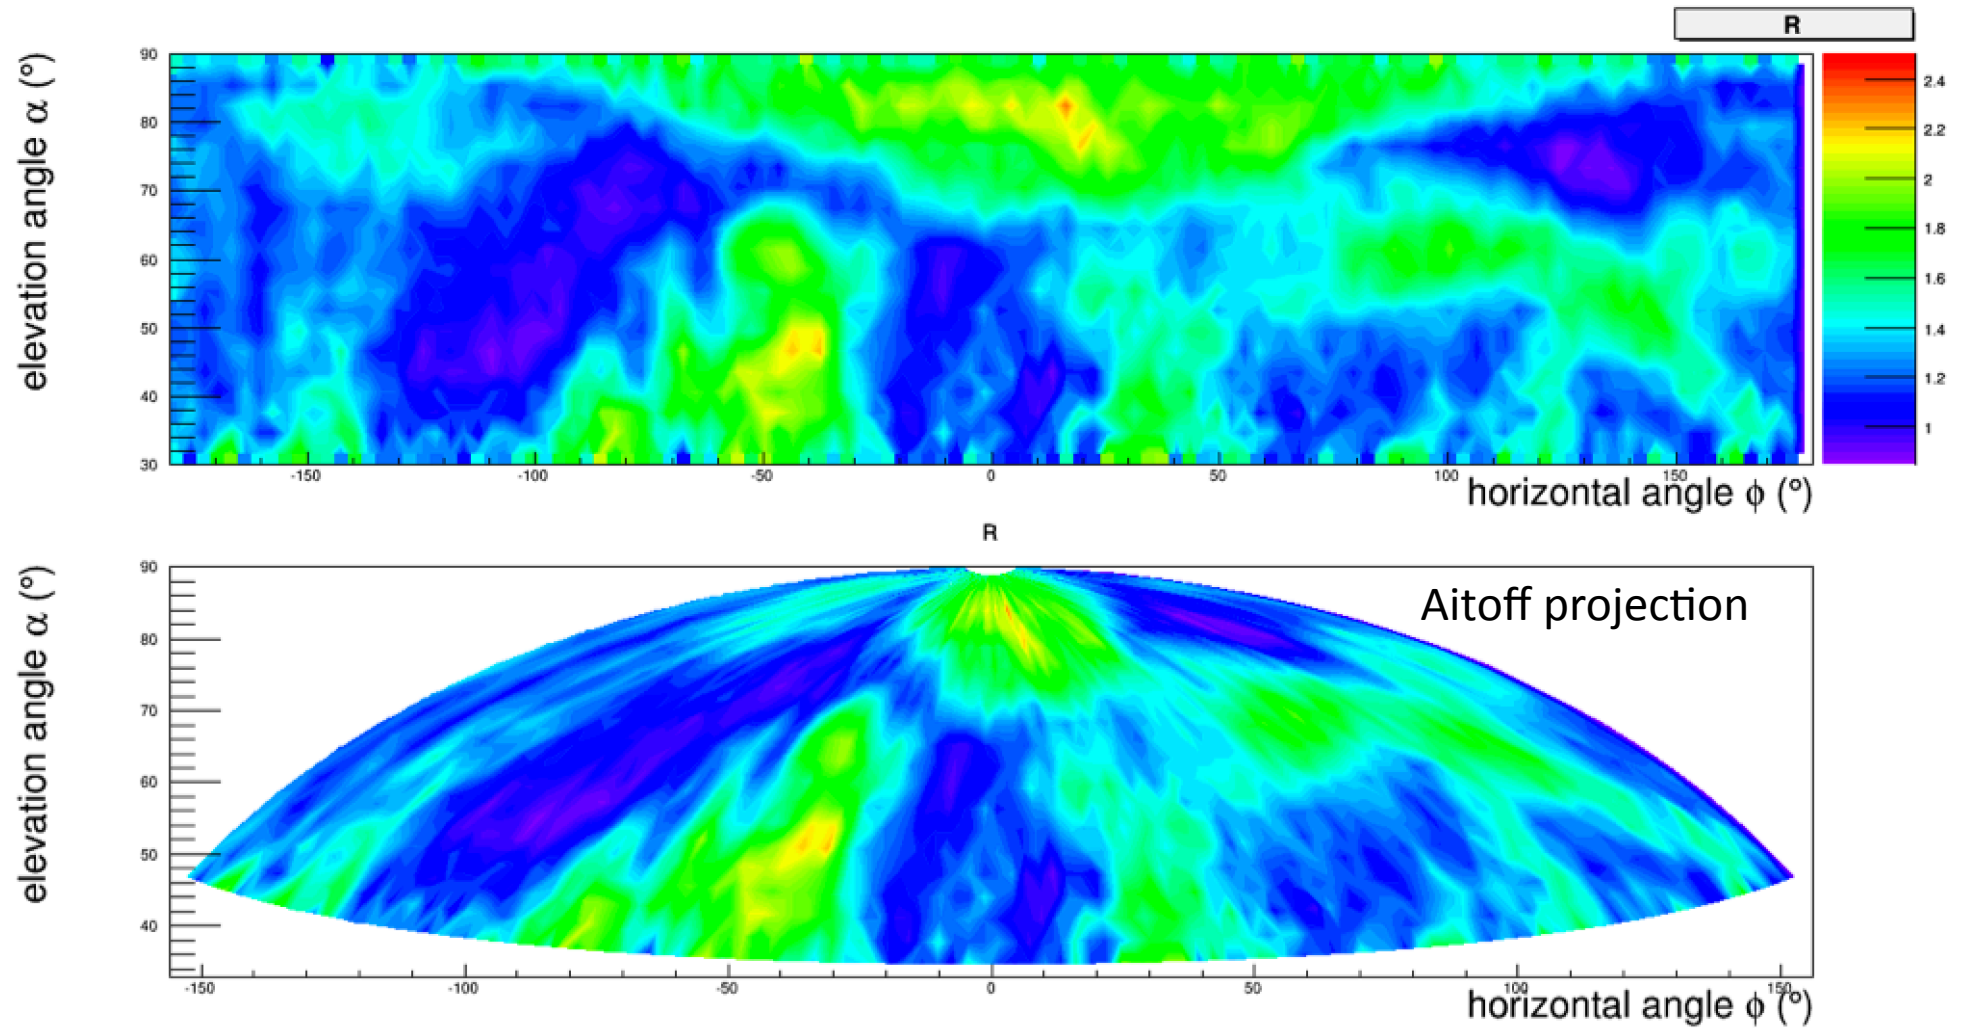 R
elevation angle α (º)
90
80
70
60
50
40
30
2.4
2.2
2
1.8
1.6
1.4
1.2
1
-150 -100 -50 0 50 100 150
horizontal angle ϕ (º)
R
Aitoff projection
elevation angle α (º)
90
80
70
60
50
40
-150 -100 -50 0 50 100 150
horizontal angle ϕ (º)